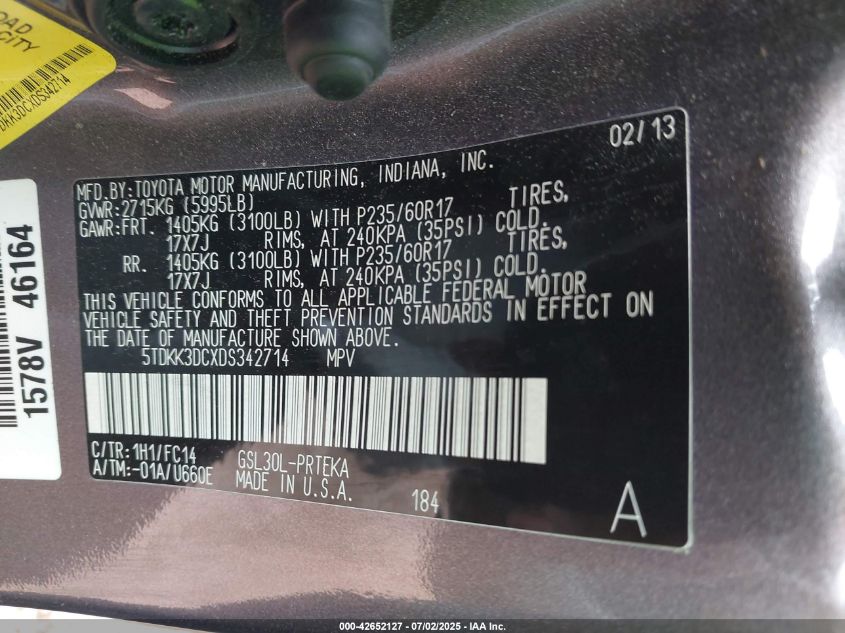 OAD
CITY
DKK3DCXDS342714
1578V 46164
02/13
MFD.BY:TOYOTA MOTOR MANUFACTURING, INDIANA, INC.
GVWR:2715KG (5995LB)
GAWR:FRT. 1405KG (3100LB) WITH P235/60R17 TIRES,
17X7J RIMS, AT 240KPA (35PSI) COLD.
RR. 1405KG (3100LB) WITH P235/60R17 TIRES,
17X7J RIMS, AT 240KPA (35PSI) COLD.
THIS VEHICLE CONFORMS TO ALL APPLICABLE FEDERAL MOTOR
VEHICLE SAFETY AND THEFT PREVENTION STANDARDS IN EFFECT ON
THE DATE OF MANUFACTURE SHOWN ABOVE.
5TDKK3DCXDS342714 MPV
C/TR:1H1/FC14 GSL30L-PRTEKA
A/TM:-01A/U660E MADE IN U.S.A.
184
A
000-42652127 - 07/02/2025 - IAA Inc.